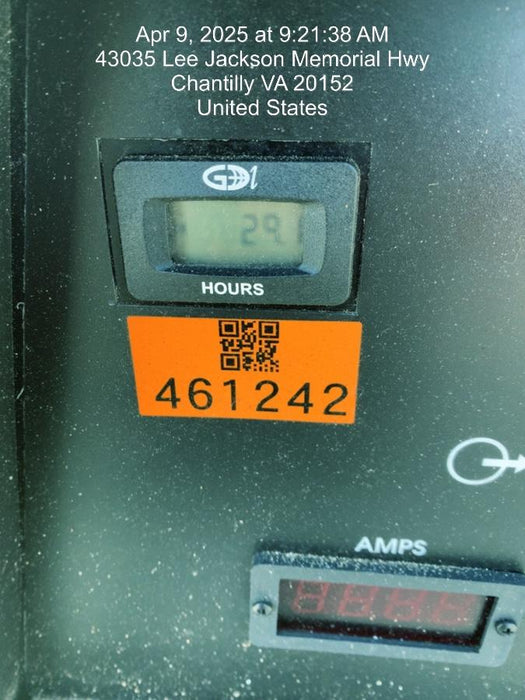 Apr 9, 2025 at 9:21:38 AM
43035 Lee Jackson Memorial Hwy
Chantilly VA 20152
United States
GDI
HOURS
461242
AMPS